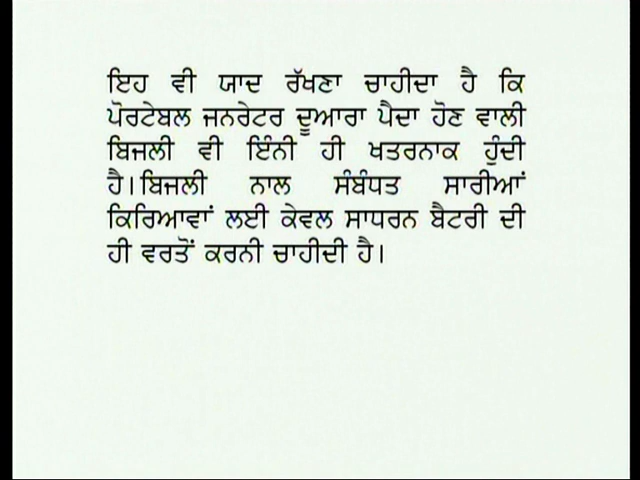 ਇਹ ਵੀ ਯਾਦ ਰੱਖਣਾ ਚਾਹੀਦਾ ਹੈ ਕਿ
ਪੋਰਟੇਬਲ ਜਨਰੇਟਰ ਦੂਆਰਾ ਪੈਦਾ ਹੋਣ ਵਾਲੀ
ਬਿਜਲੀ ਵੀ ਇੰਨੀ ਹੀ ਖਤਰਨਾਕ ਹੁੰਦੀ
ਹੈ।ਬਿਜਲੀ ਨਾਲ ਸੰਬੰਧਤ ਸਾਰੀਆਂ
ਕਿਰਿਆਵਾਂ ਲਈ ਕੇਵਲ ਸਾਧਰਨ ਬੈਟਰੀ ਦੀ
ਹੀ ਵਰਤੋਂ ਕਰਨੀ ਚਾਹੀਦੀ ਹੈ।